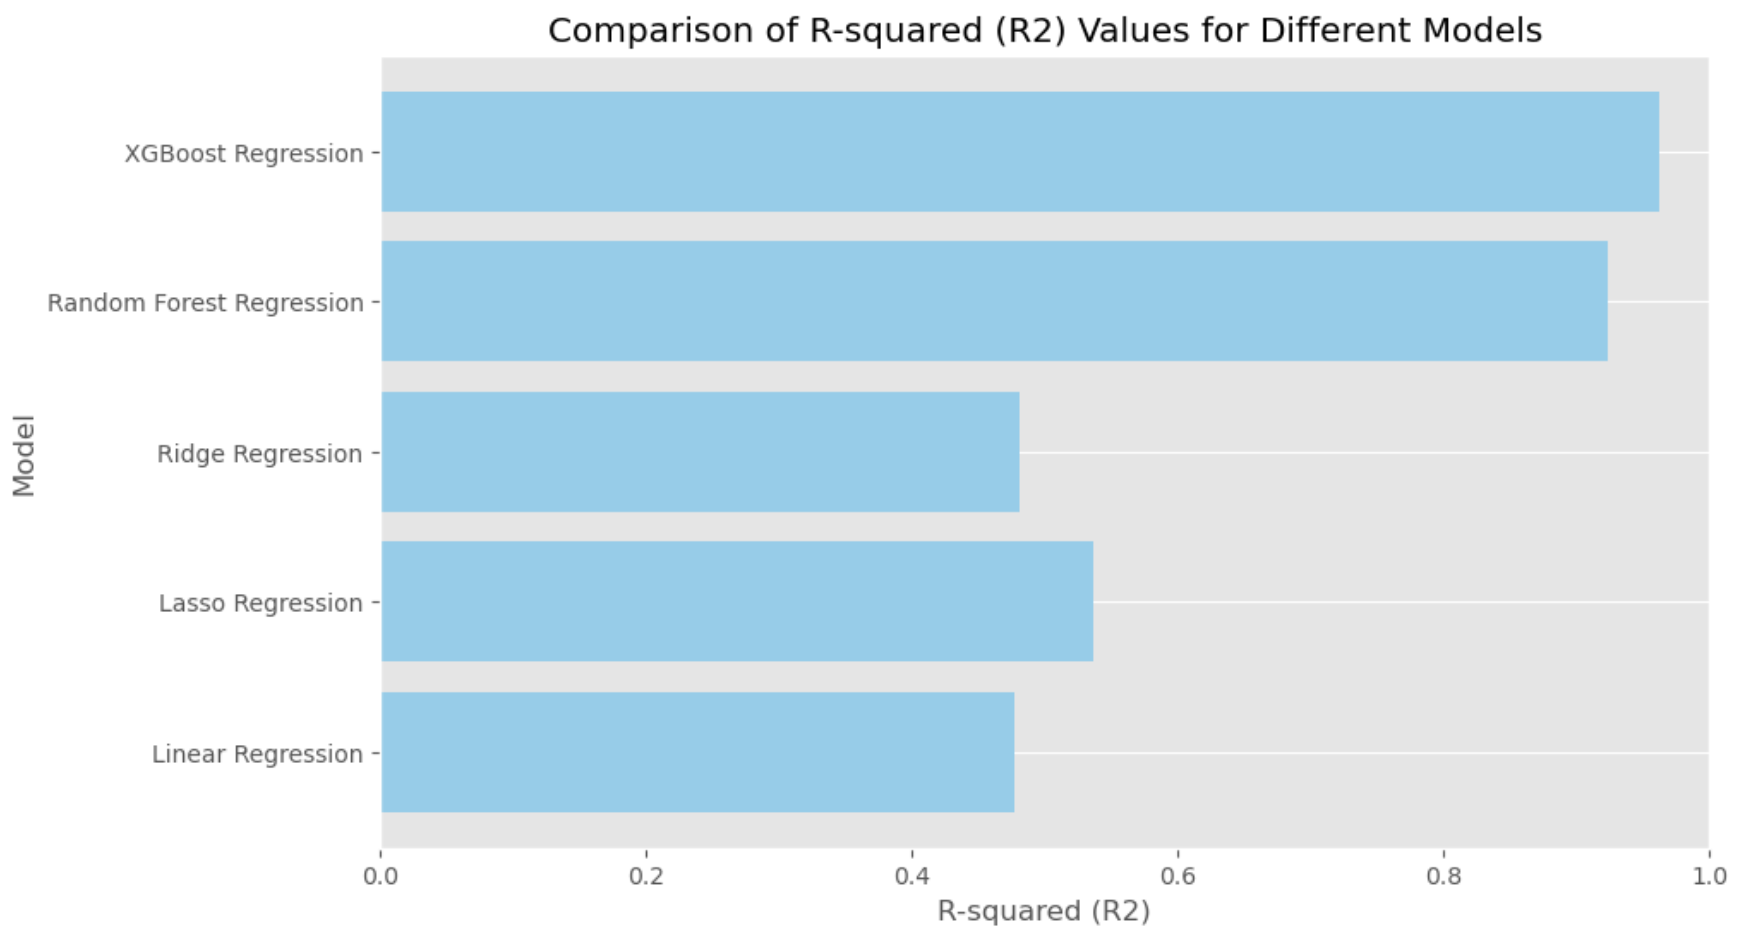 Comparison of R-squared (R2) Values for Different Models
XGBoost Regression
Random Forest Regression
Ridge Regression
Lasso Regression
Linear Regression
Model
0.0 0.2 0.4 0.6 0.8 1.0
R-squared (R2)